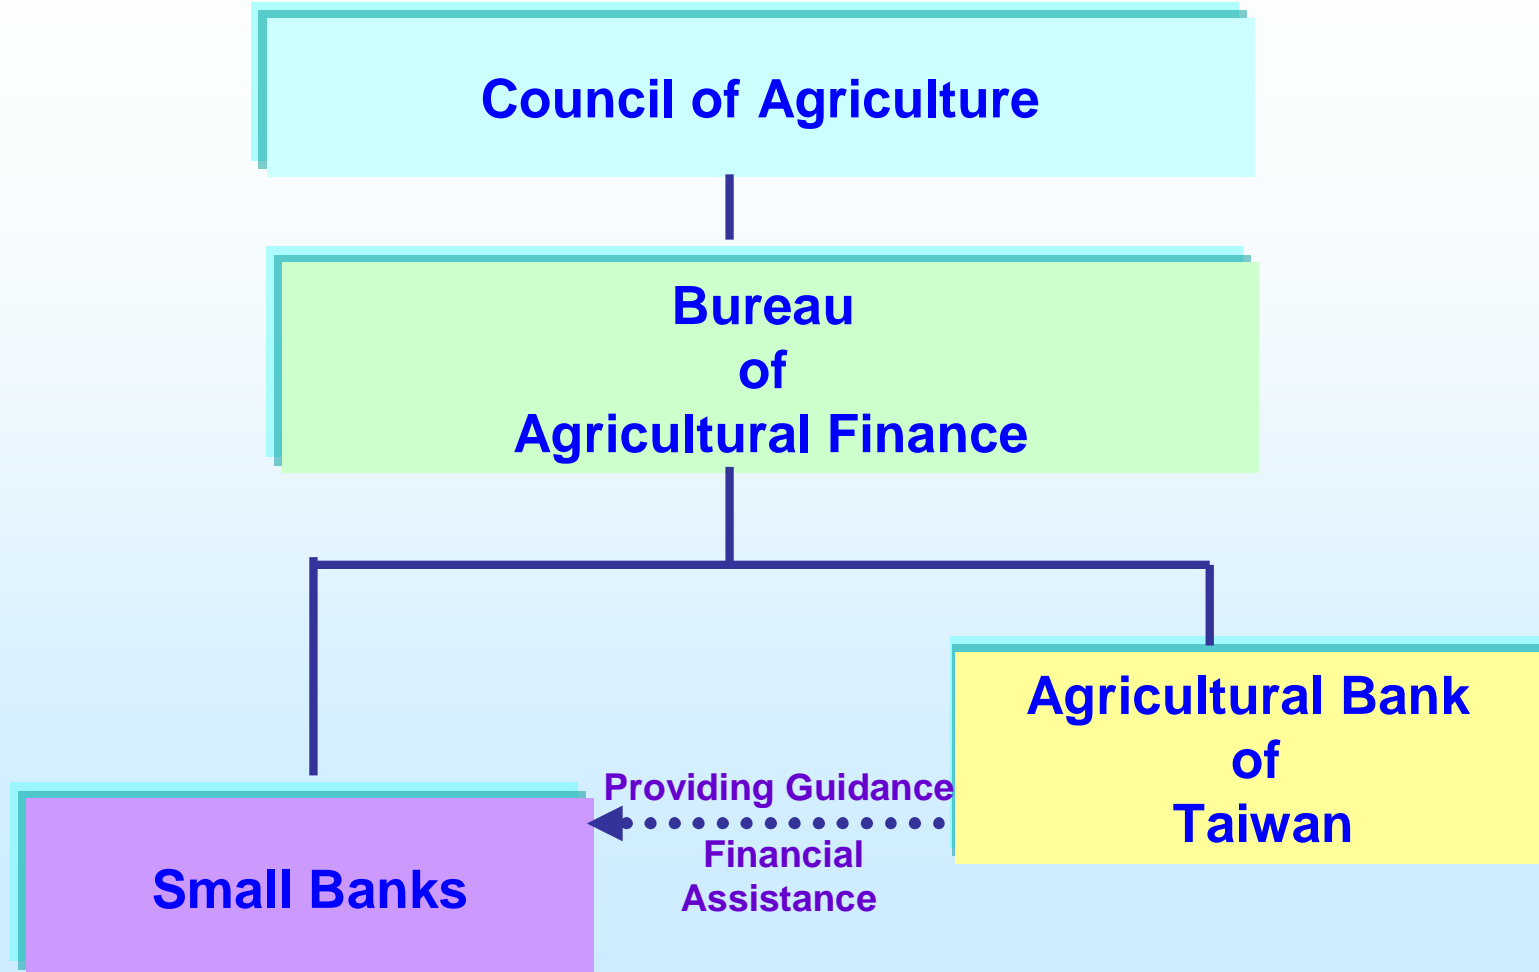 Council of Agriculture
Bureau
of
Agricultural Finance
Agricultural Bank
of
Taiwan
Providing Guidance
Financial
Assistance
Small Banks